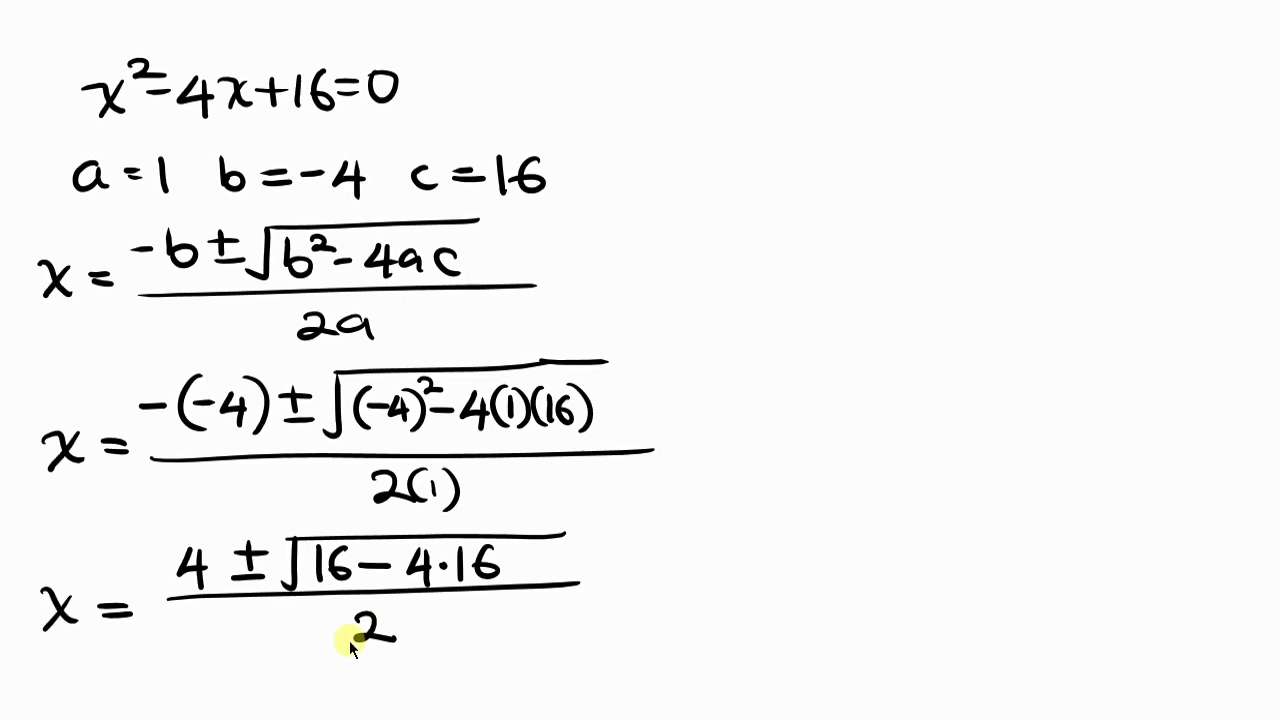 x² - 4x + 16 = 0
a = 1 b = -4 c = 16
x = (-b ± √(b² - 4ac)) / 2a
x = (-(-4) ± √((-4)² - 4(1)(16))) / 2(1)
x = (4 ± √(16 - 4·16)) / 2